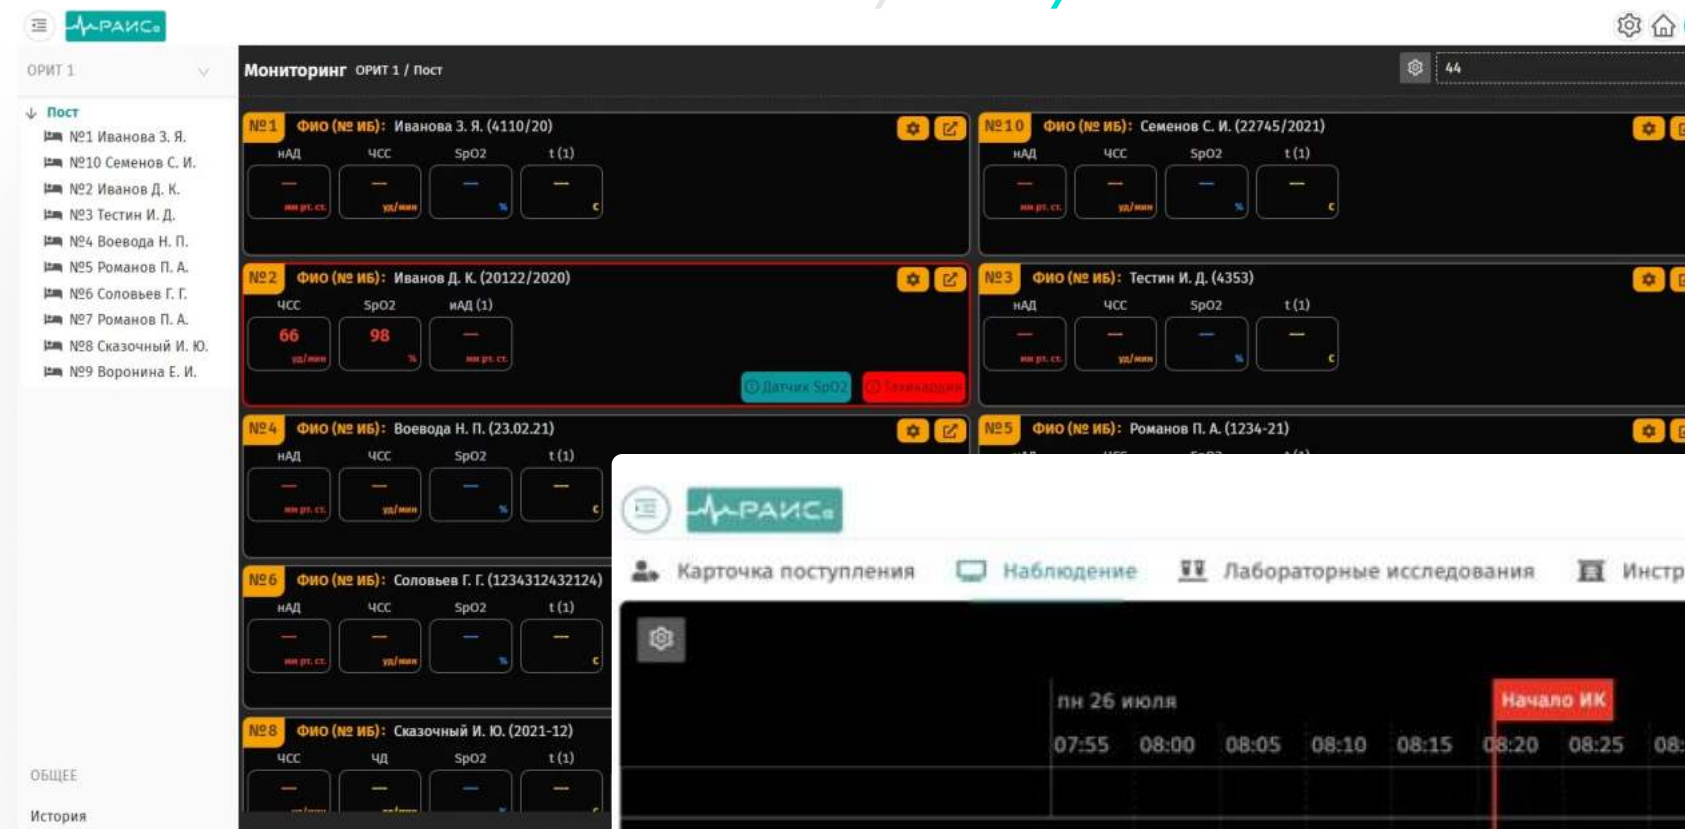 РАИСа
ОРИТ 1
Мониторинг ОРИТ 1 / Пост
44
Пост
№1 Иванова З. Я.
№10 Семенов С. И.
№2 Иванов Д. К.
№3 Тестин И. Д.
№4 Воевода Н. П.
№5 Романов П. А.
№6 Соловьев Г. Г.
№7 Романов П. А.
№8 Сказочный И. Ю.
№9 Воронина Е. И.
ОБЩЕЕ
История
№1 ФИО (№ ИБ): Иванова З. Я. (4110/20)
нАД ЧСС SpO2 t (1)
— — — —
мм рт. ст. уд/мин % С
№10 ФИО (№ ИБ): Семенов С. И. (22745/2021)
нАД ЧСС SpO2 t (1)
— — — —
мм рт. ст. уд/мин % С
№2 ФИО (№ ИБ): Иванов Д. К. (20122/2020)
ЧСС SpO2 иАД (1)
66 98 —
уд/мин % мм рт. ст.
Датчик SpO2 Тахикардия
№3 ФИО (№ ИБ): Тестин И. Д. (4353)
нАД ЧСС SpO2 t (1)
— — — —
мм рт. ст. уд/мин % С
№4 ФИО (№ ИБ): Воевода Н. П. (23.02.21)
нАД ЧСС SpO2 t (1)
— — — —
мм рт. ст. уд/мин % С
№5 ФИО (№ ИБ): Романов П. А. (1234-21)
№6 ФИО (№ ИБ): Соловьев Г. Г. (1234312432124)
нАД ЧСС SpO2 t (1)
— — — —
мм рт. ст. уд/мин % С
№8 ФИО (№ ИБ): Сказочный И. Ю. (2021-12)
ЧСС ЧД SpO2 t (1)
— — — —
РАИСа
Карточка поступления Наблюдение Лабораторные исследования Инстр
пн 26 июля Начало ИК
07:55 08:00 08:05 08:10 08:15 08:20 08:25 08: